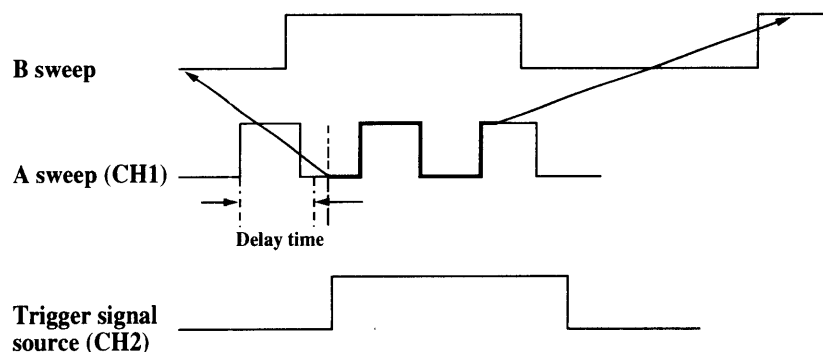 B sweep
A sweep (CH1)
Delay time
Trigger signal
source (CH2)